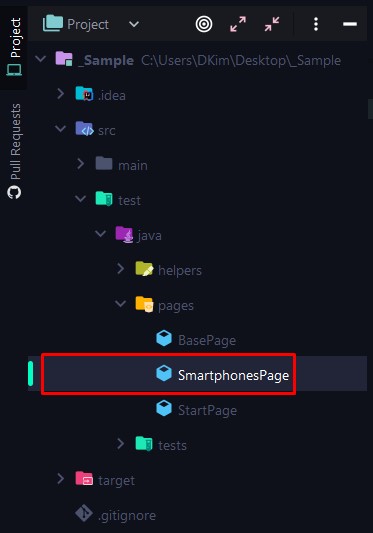 Project
Project
Pull Requests
_Sample C:\Users\DKim\Desktop\_Sample
.idea
src
main
test
java
helpers
pages
BasePage
SmartphonesPage
StartPage
tests
target
.gitignore